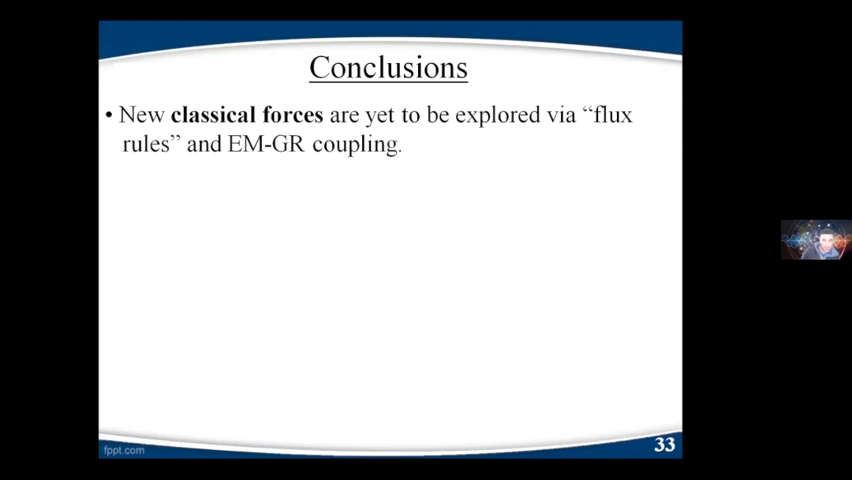 Conclusions
• New classical forces are yet to be explored via “flux
rules” and EM-GR coupling.
fppt.com
33